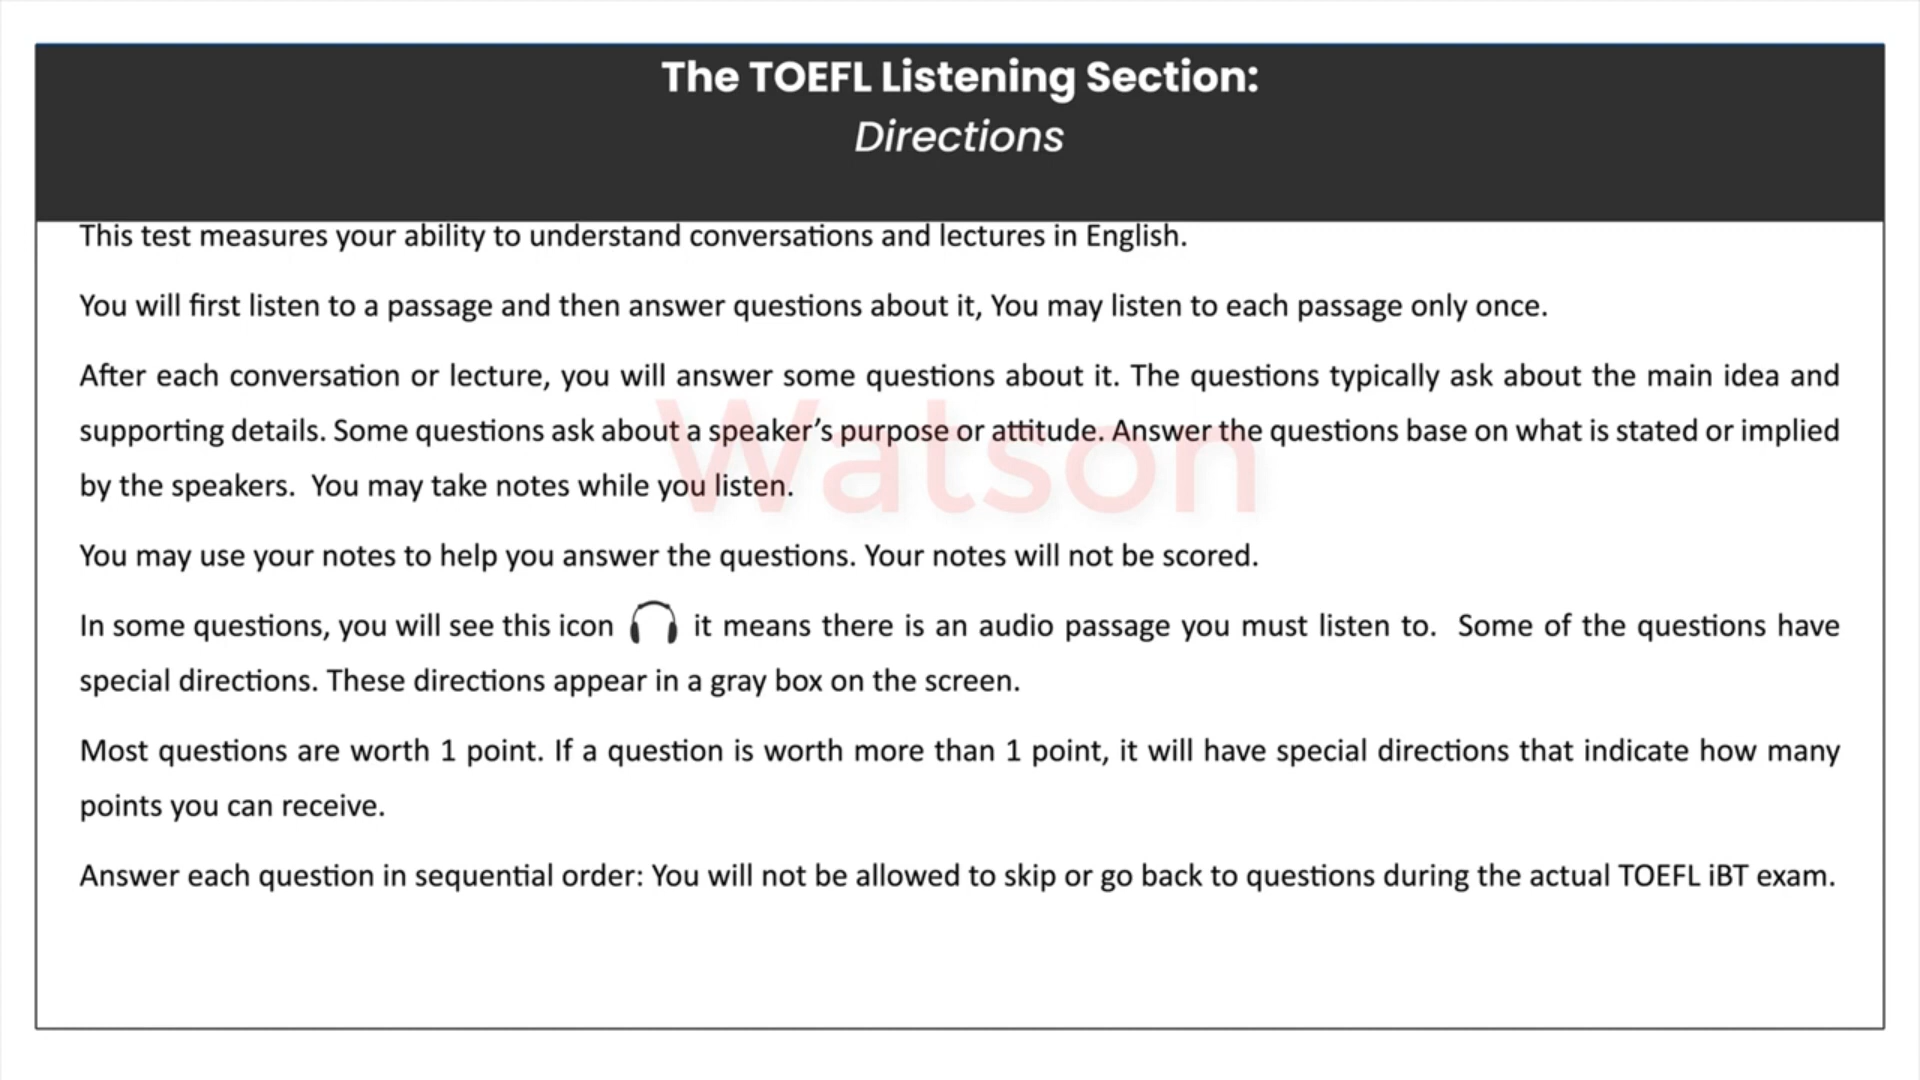 The TOEFL Listening Section:
Directions
This test measures your ability to understand conversations and lectures in English.
You will first listen to a passage and then answer questions about it, You may listen to each passage only once.
After each conversation or lecture, you will answer some questions about it. The questions typically ask about the main idea and
supporting details. Some questions ask about a speaker’s purpose or attitude. Answer the questions base on what is stated or implied
by the speakers.  You may take notes while you listen.
Watson
You may use your notes to help you answer the questions. Your notes will not be scored.
In some questions, you will see this icon it means there is an audio passage you must listen to.  Some of the questions have
special directions. These directions appear in a gray box on the screen.
Most questions are worth 1 point. If a question is worth more than 1 point, it will have special directions that indicate how many
points you can receive.
Answer each question in sequential order: You will not be allowed to skip or go back to questions during the actual TOEFL iBT exam.